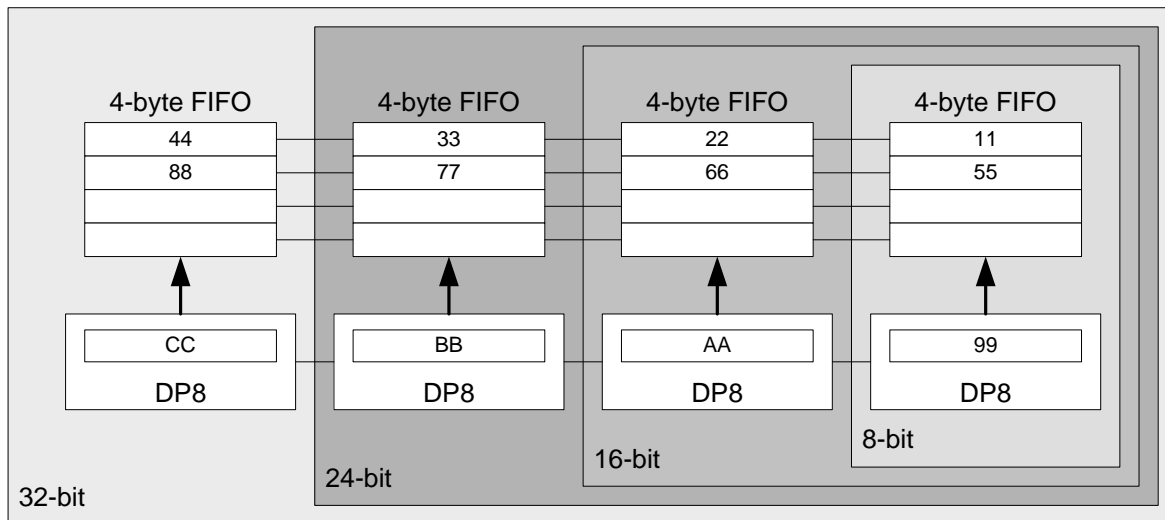 4-byte FIFO 4-byte FIFO 4-byte FIFO 4-byte FIFO
44 33 22 11
88 77 66 55
CC BB AA 99
DP8 DP8 DP8 DP8
8-bit
16-bit
24-bit
32-bit